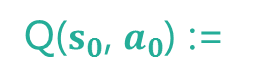 Q(s₀, a₀) :=